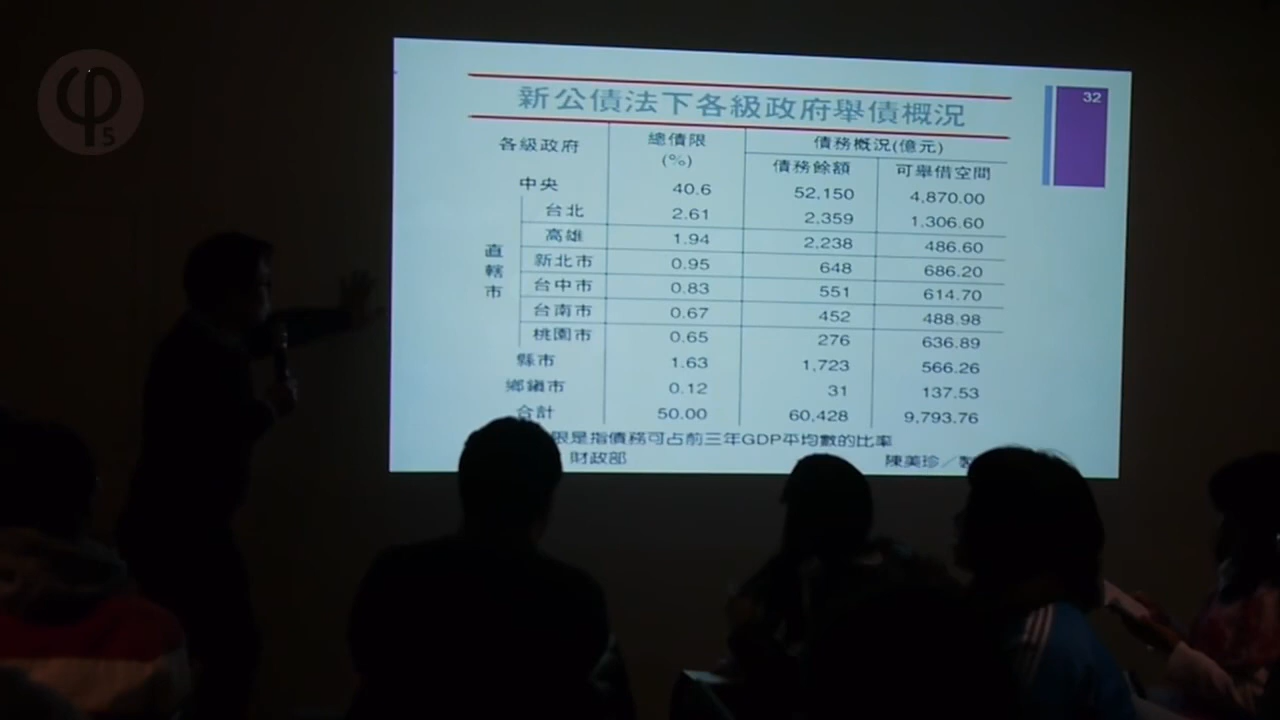 φ5
32
新公債法下各級政府舉債概況
各級政府 總債限(%) 債務概況(億元)
債務餘額 可舉借空間
中央 40.6 52,150 4,870.00
直轄市
台北 2.61 2,359 1,306.60
高雄 1.94 2,238 486.60
新北市 0.95 648 686.20
台中市 0.83 551 614.70
台南市 0.67 452 488.98
桃園市 0.65 276 636.89
縣市 1.63 1,723 566.26
鄉鎮市 0.12 31 137.53
合計 50.00 60,428 9,793.76
限是指債務可占前三年GDP平均數的比率
財政部 陳美珍／製